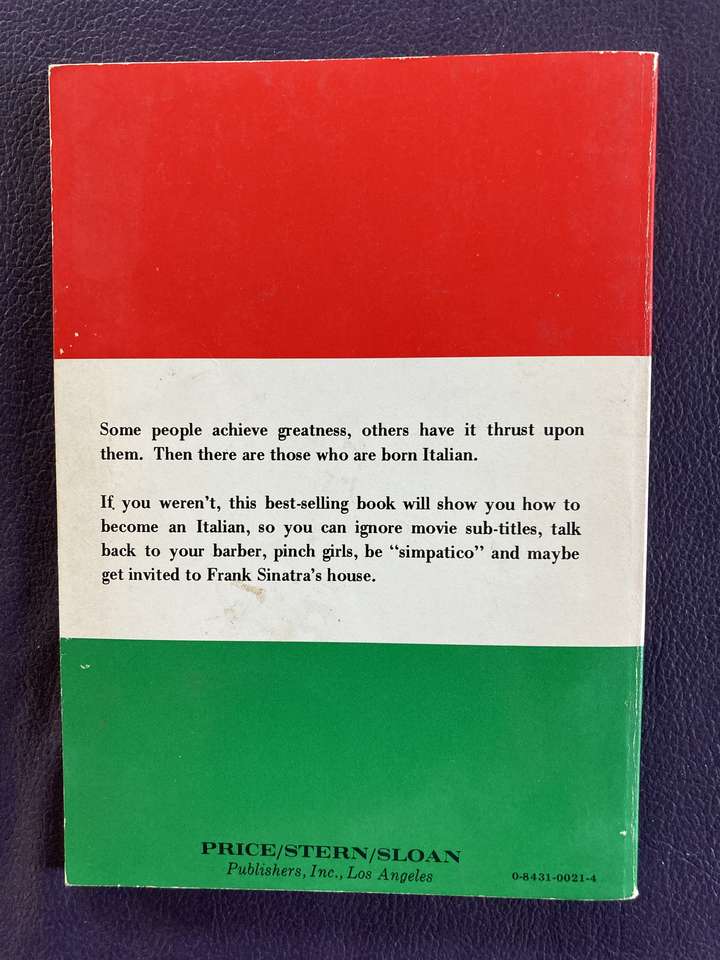 Some people achieve greatness, others have it thrust upon
them. Then there are those who are born Italian.
If you weren't, this best-selling book will show you how to
become an Italian, so you can ignore movie sub-titles, talk
back to your barber, pinch girls, be “simpatico” and maybe
get invited to Frank Sinatra's house.
PRICE/STERN/SLOAN
Publishers, Inc., Los Angeles
0-8431-0021-4